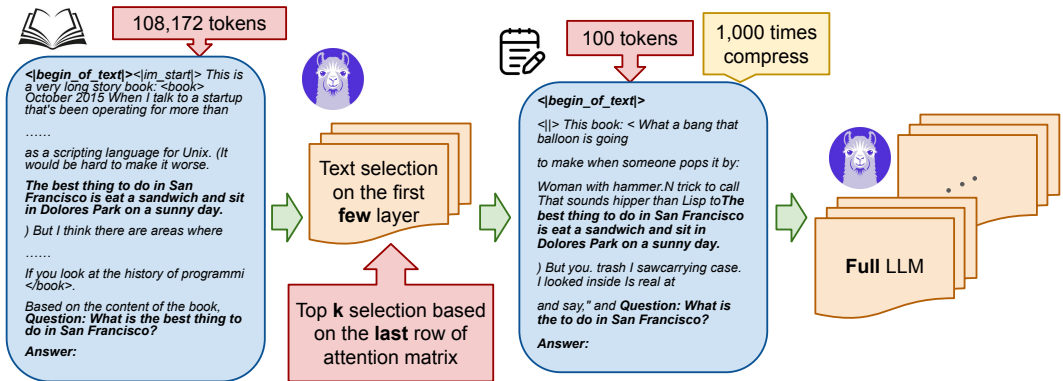 108,172 tokens
<|begin_of_text|><|im_start|> This is
a very long story book: <book>
October 2015 When I talk to a startup
that's been operating for more than
......
as a scripting language for Unix. (It
would be hard to make it worse.
The best thing to do in San
Francisco is eat a sandwich and sit
in Dolores Park on a sunny day.
) But I think there are areas where
......
If you look at the history of programmi
</book>.
Based on the content of the book,
Question: What is the best thing to
do in San Francisco?
Answer:
Text selection
on the first
few layer
Top k selection based
on the last row of
attention matrix
100 tokens
1,000 times
compress
<|begin_of_text|>
<||> This book: < What a bang that
balloon is going
to make when someone pops it by:
Woman with hammer.N trick to call
That sounds hipper than Lisp toThe
best thing to do in San Francisco
is eat a sandwich and sit in
Dolores Park on a sunny day.
) But you. trash I sawcarrying case.
I looked inside Is real at
and say," and Question: What is
the to do in San Francisco?
Answer:
Full LLM